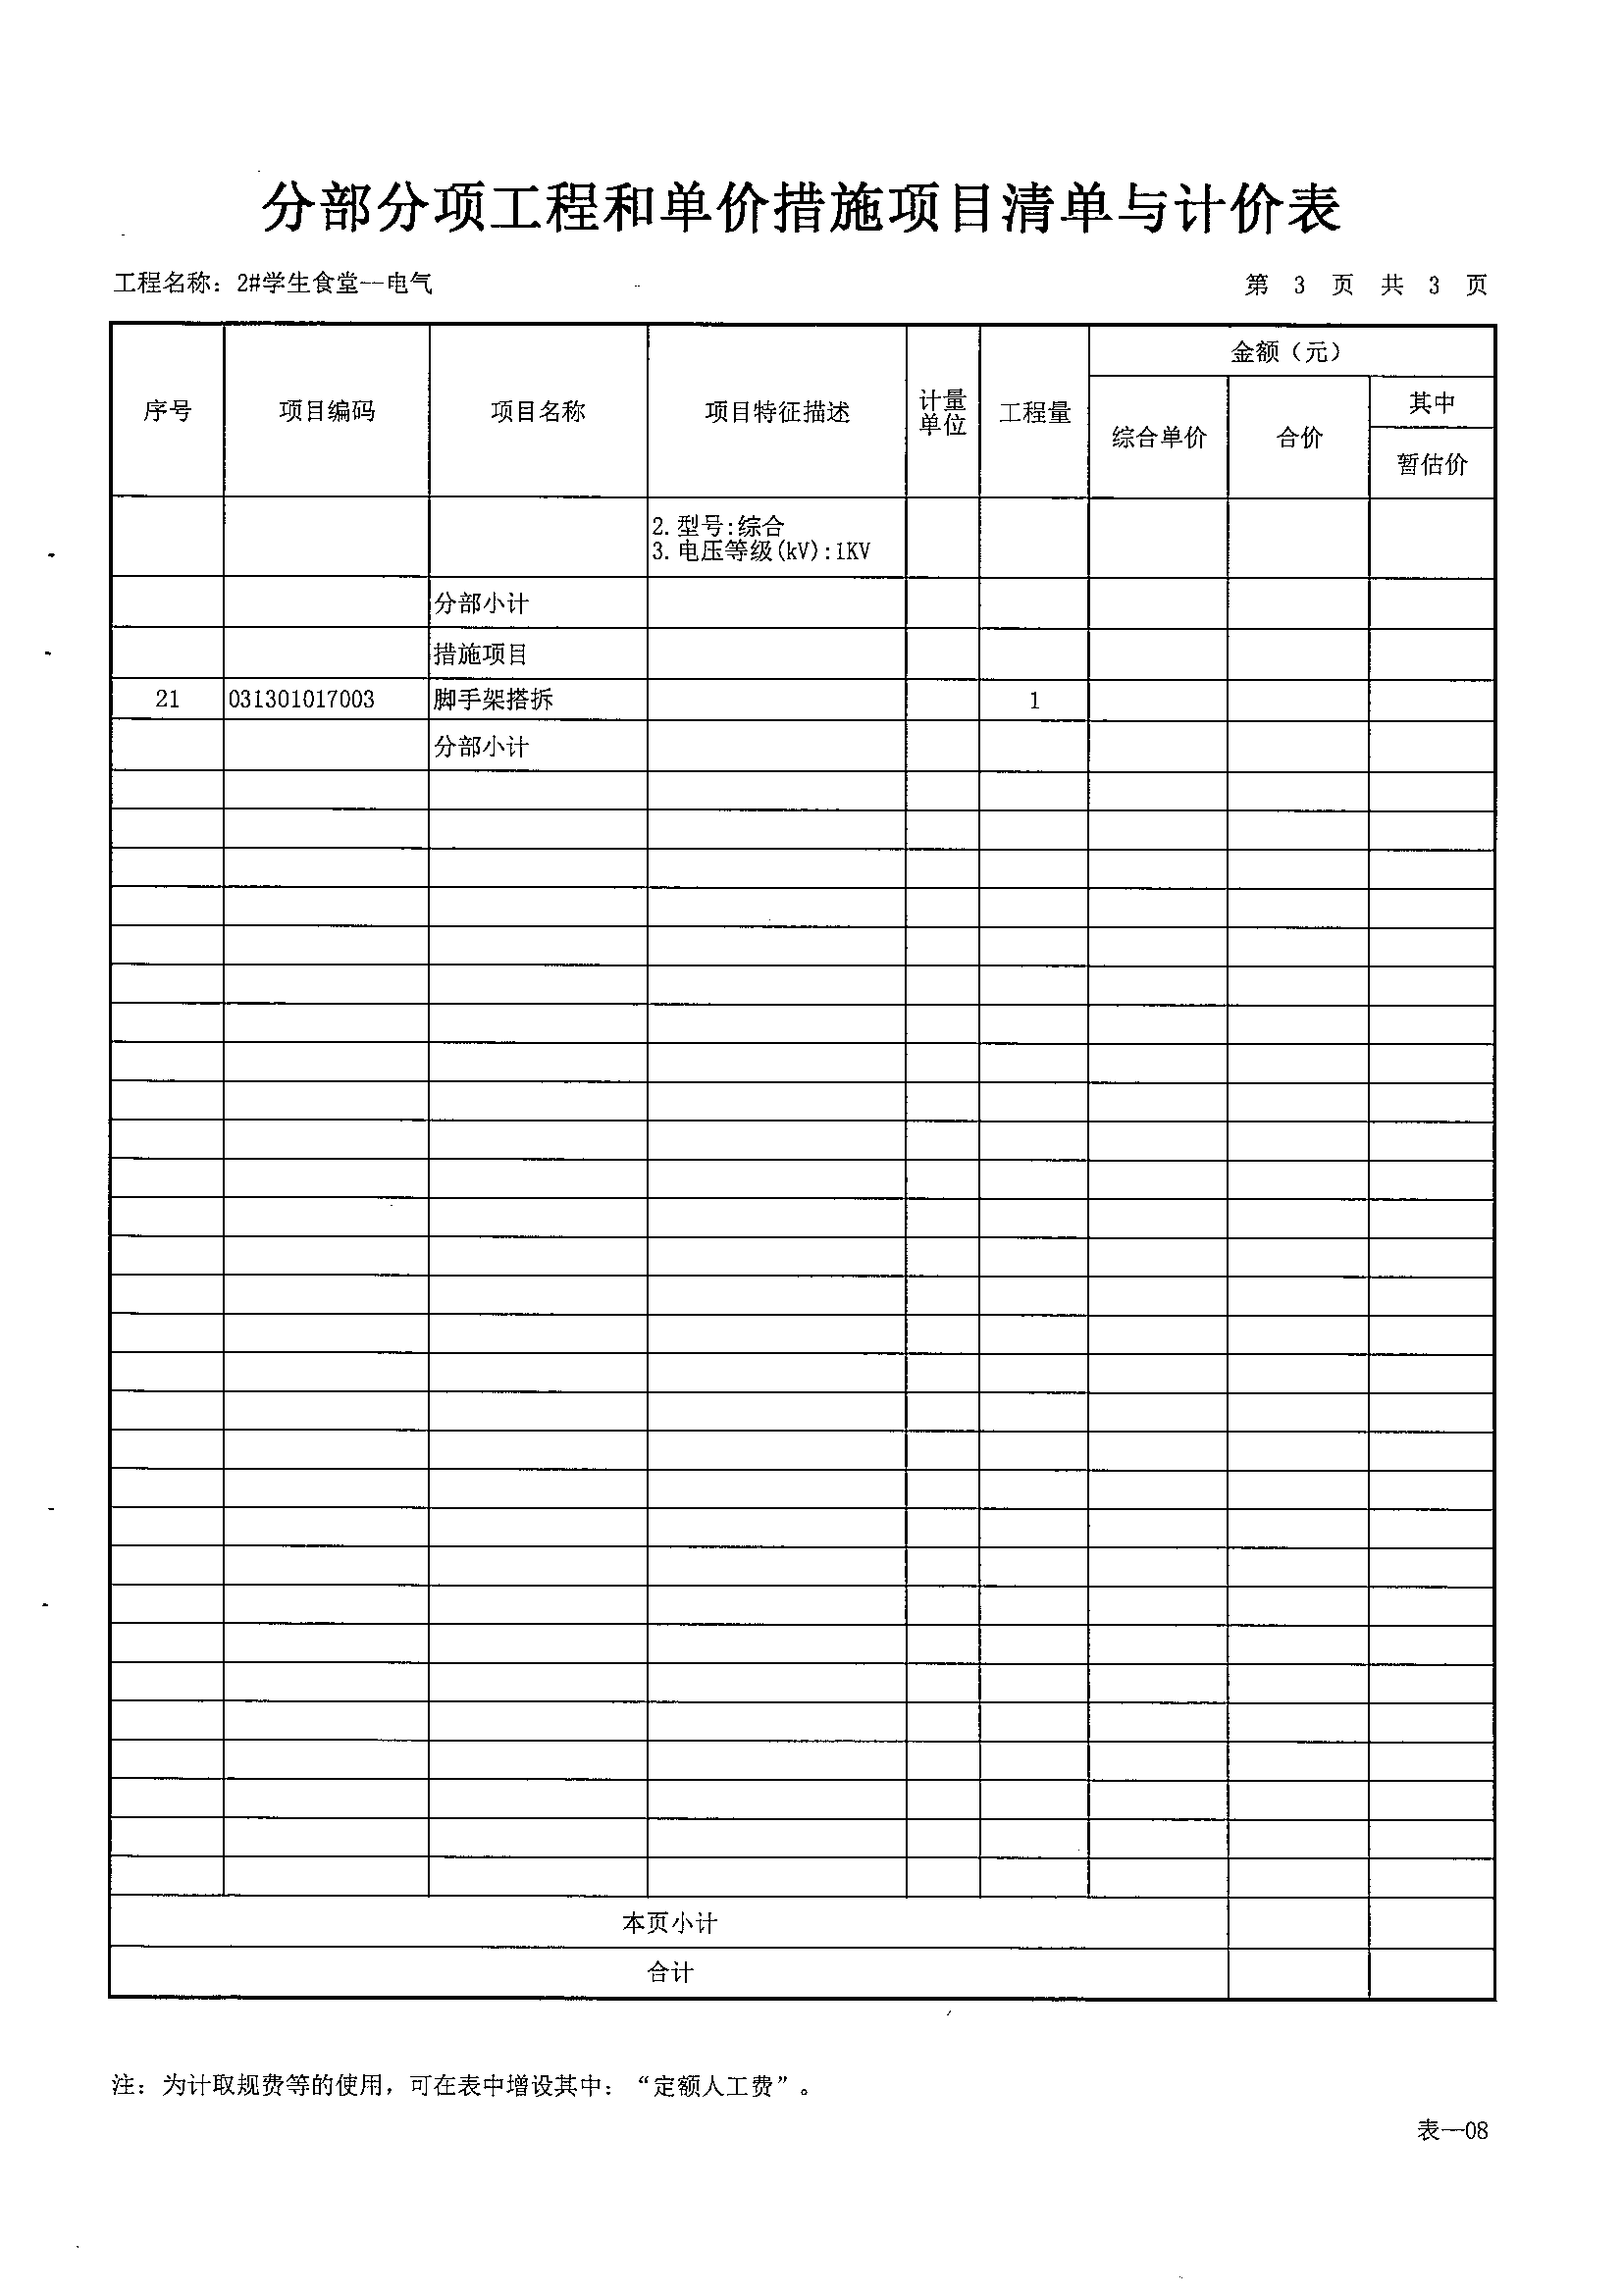 分部分项工程和单价措施项目清单与计价表
工程名称：2#学生食堂--电气
第 3 页 共 3 页
序号
项目编码
项目名称
项目特征描述
计量
单位
工程量
金额（元）
综合单价
合价
其中
暂估价
2.型号:综合
3.电压等级(kV):1KV
分部小计
措施项目
21 031301017003 脚手架搭拆 1
分部小计
本页小计
合计
注：为计取规费等的使用，可在表中增设其中：“定额人工费”。
表—08